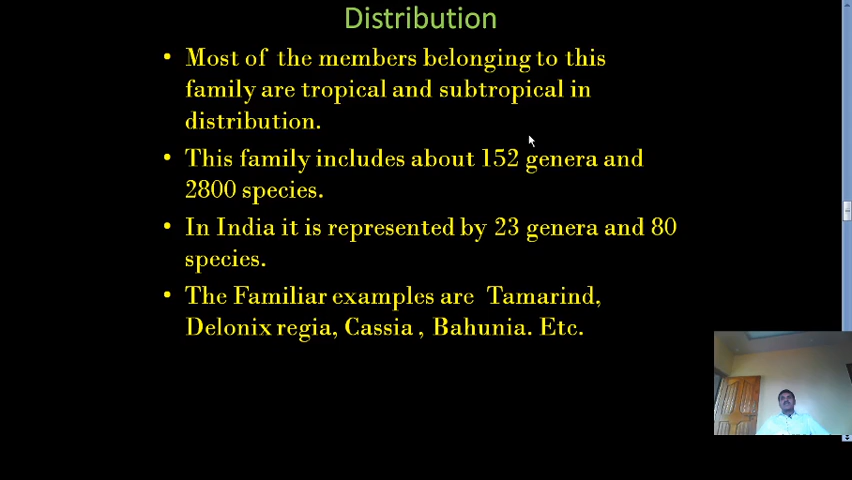 Distribution
• Most of the members belonging to this
family are tropical and subtropical in
distribution.
• This family includes about 152 genera and
2800 species.
• In India it is represented by 23 genera and 80
species.
• The Familiar examples are Tamarind,
Delonix regia, Cassia , Bahunia. Etc.